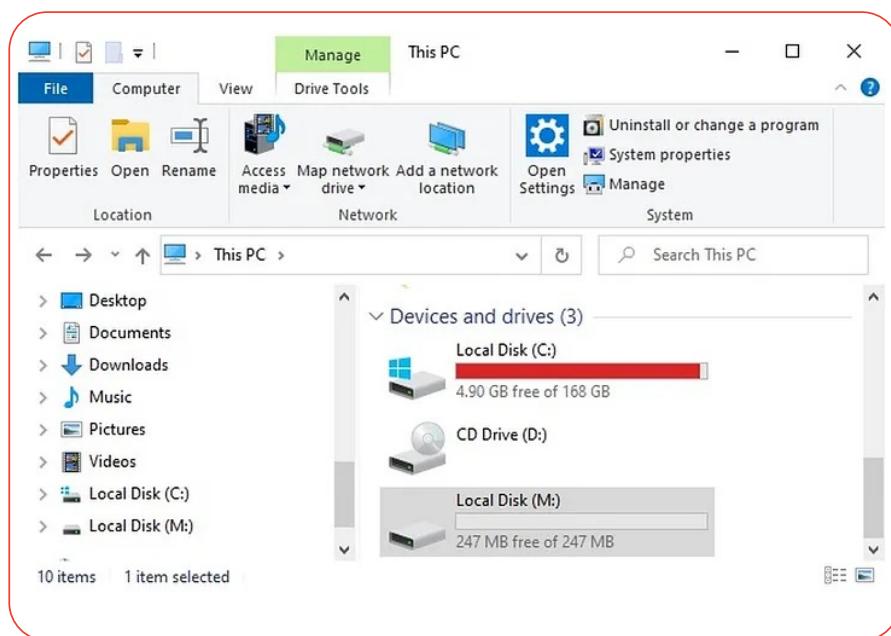 Manage This PC
File Computer View Drive Tools
Properties Open Rename
Location
Access media Map network drive Add a network location
Network
Open Settings
Uninstall or change a program
System properties
Manage
System
This PC
Search This PC
Desktop
Documents
Downloads
Music
Pictures
Videos
Local Disk (C:)
Local Disk (M:)
Devices and drives (3)
Local Disk (C:)
4.90 GB free of 168 GB
CD Drive (D:)
Local Disk (M:)
247 MB free of 247 MB
10 items 1 item selected